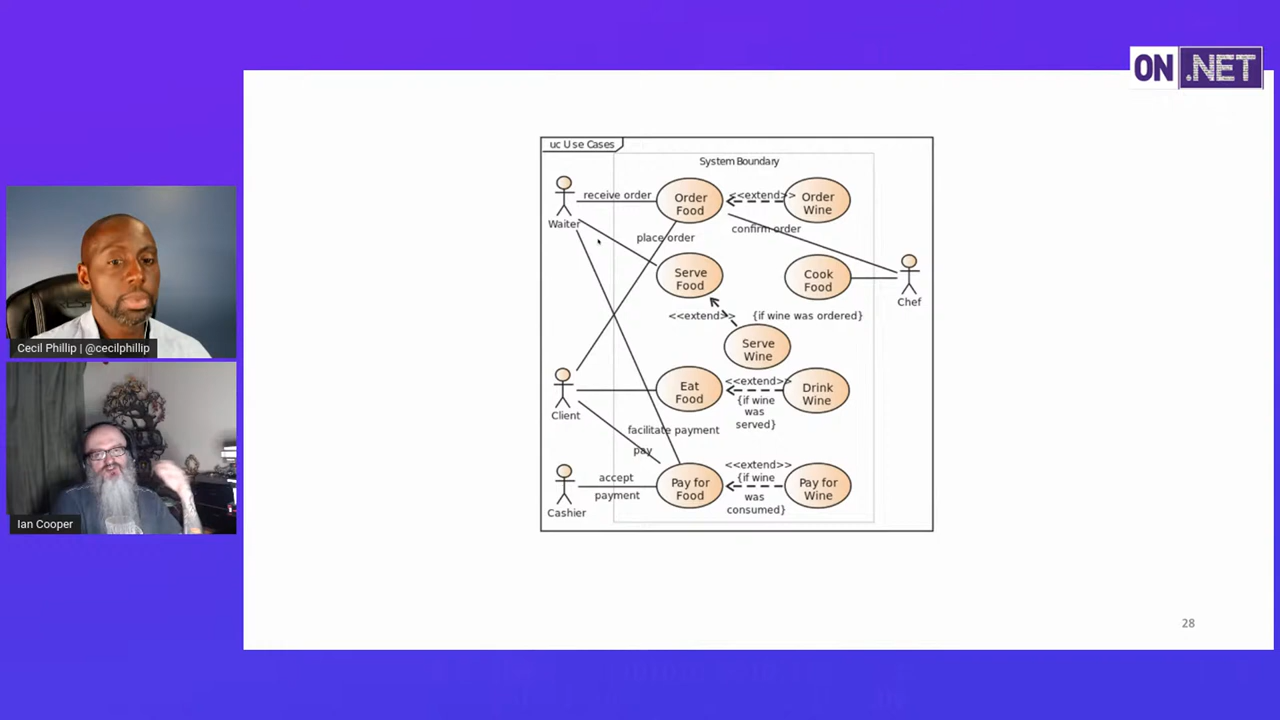 ON .NET
uc Use Cases
System Boundary
receive order
Order
Food
<<extend>>
Order
Wine
Waiter
place order
confirm order
Serve
Food
Cook
Food
Chef
<<extend>>
{if wine was ordered}
Serve
Wine
Client
Eat
Food
<<extend>>
{if wine
was
served}
Drink
Wine
facilitate payment
pay
accept
payment
Cashier
Pay for
Food
<<extend>>
{if wine
was
consumed}
Pay for
Wine
28
Cecil Phillip | @cecilphillip
Ian Cooper